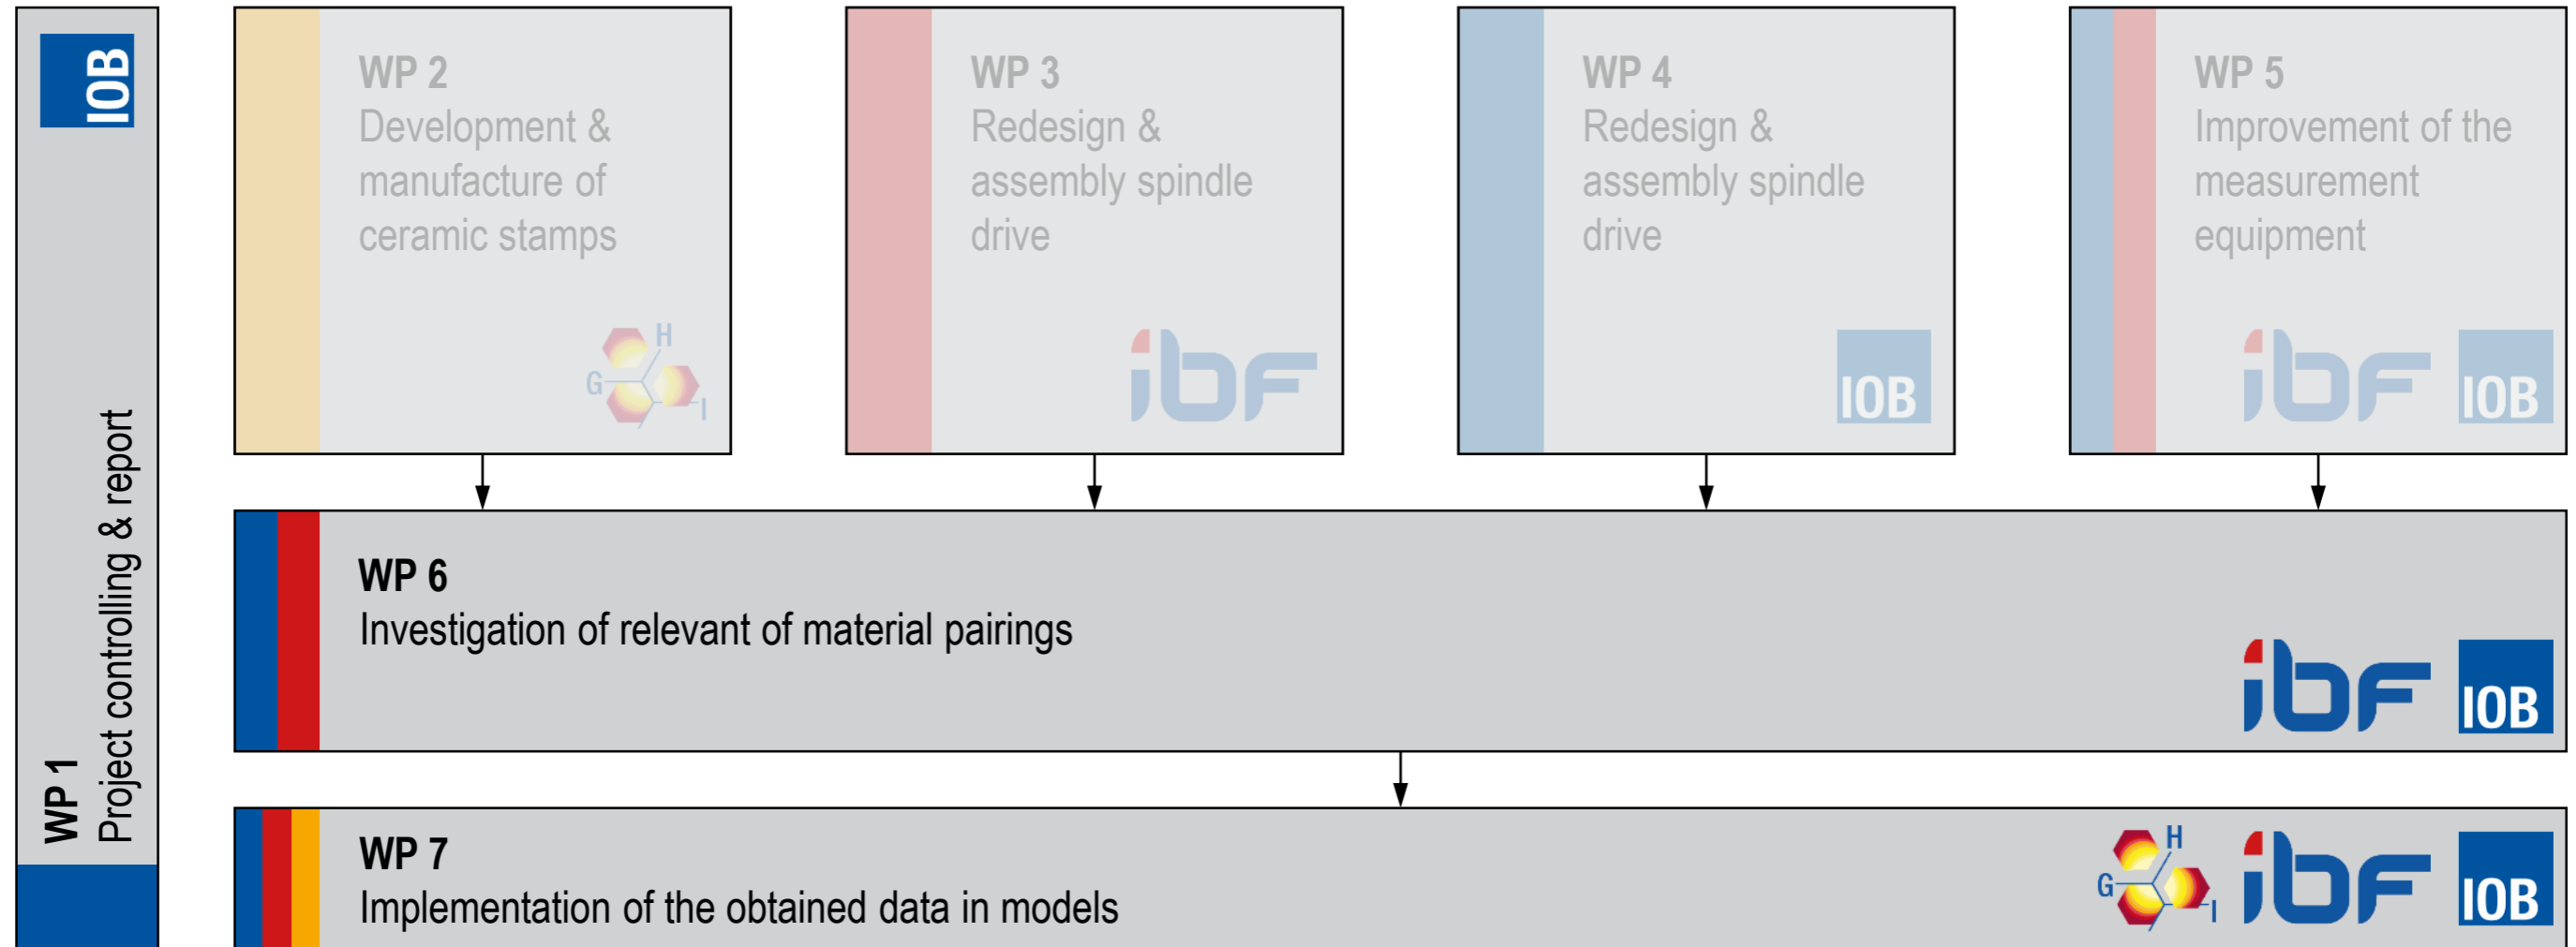 IOB
WP 1
Project controlling & report
WP 2
Development &
manufacture of
ceramic stamps
H
G
I
WP 3
Redesign &
assembly spindle
drive
ibF
WP 4
Redesign &
assembly spindle
drive
IOB
WP 5
Improvement of the
measurement
equipment
ibF IOB
WP 6
Investigation of relevant of material pairings
ibF IOB
WP 7
Implementation of the obtained data in models
H
G
I
ibF IOB